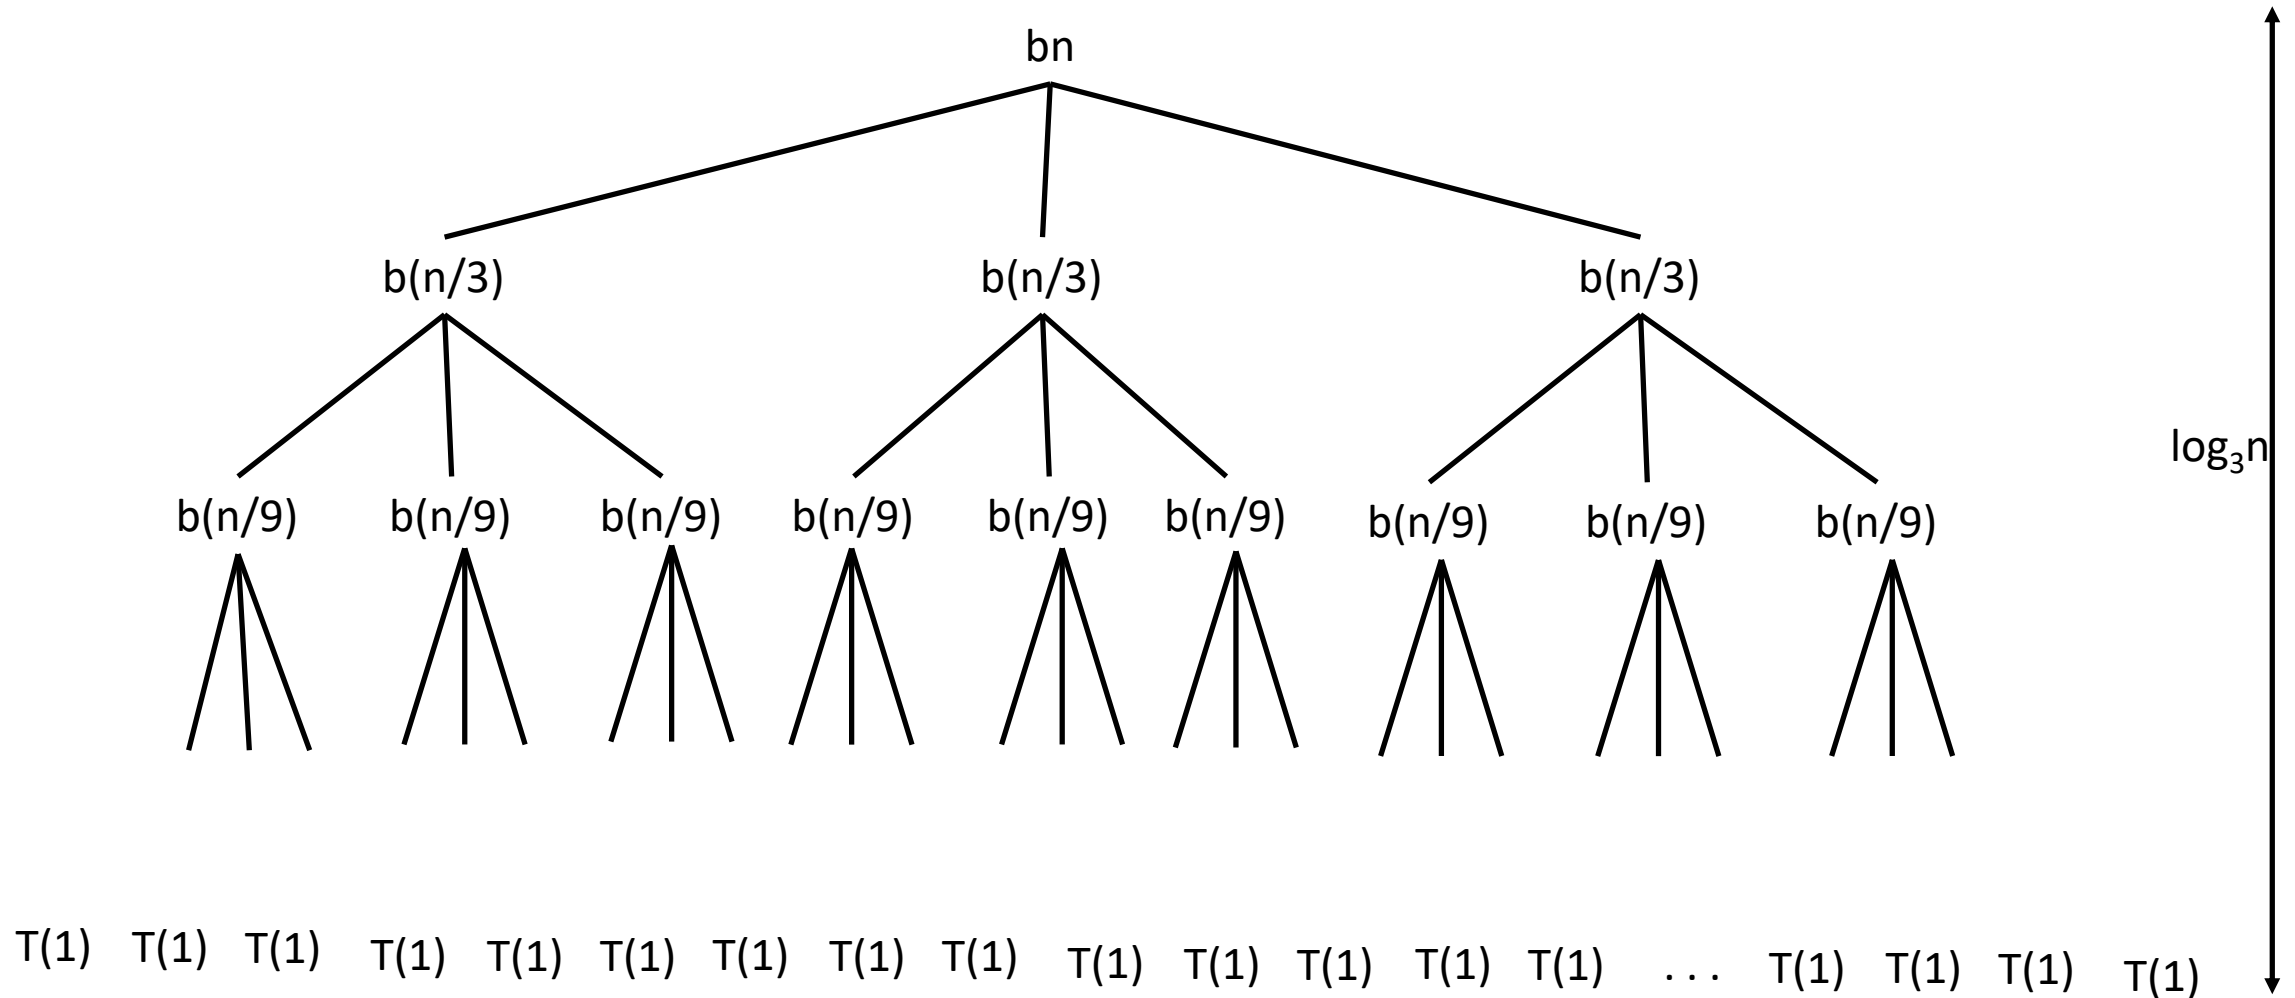 bn
b(n/3) b(n/3) b(n/3)
log₃n
b(n/9) b(n/9) b(n/9) b(n/9) b(n/9) b(n/9) b(n/9) b(n/9) b(n/9)
T(1) T(1) T(1) T(1) T(1) T(1) T(1) T(1) T(1) T(1) T(1) T(1) T(1) T(1) . . . T(1) T(1) T(1) T(1)